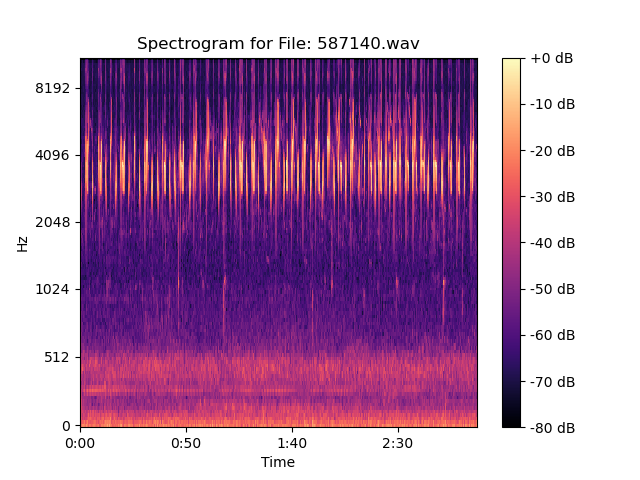 Spectrogram for File: 587140.wav
Hz
8192
4096
2048
1024
512
0
0:00
0:50
1:40
2:30
Time
+0 dB
-10 dB
-20 dB
-30 dB
-40 dB
-50 dB
-60 dB
-70 dB
-80 dB